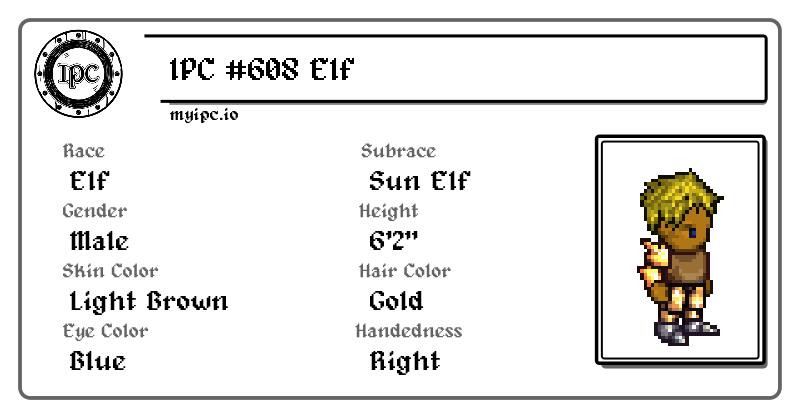 IPC
IPC #608 Elf
myipc.io
Race
Elf
Subrace
Sun Elf
Gender
Male
Height
6'2"
Skin Color
Light Brown
Hair Color
Gold
Eye Color
Blue
Handedness
Right